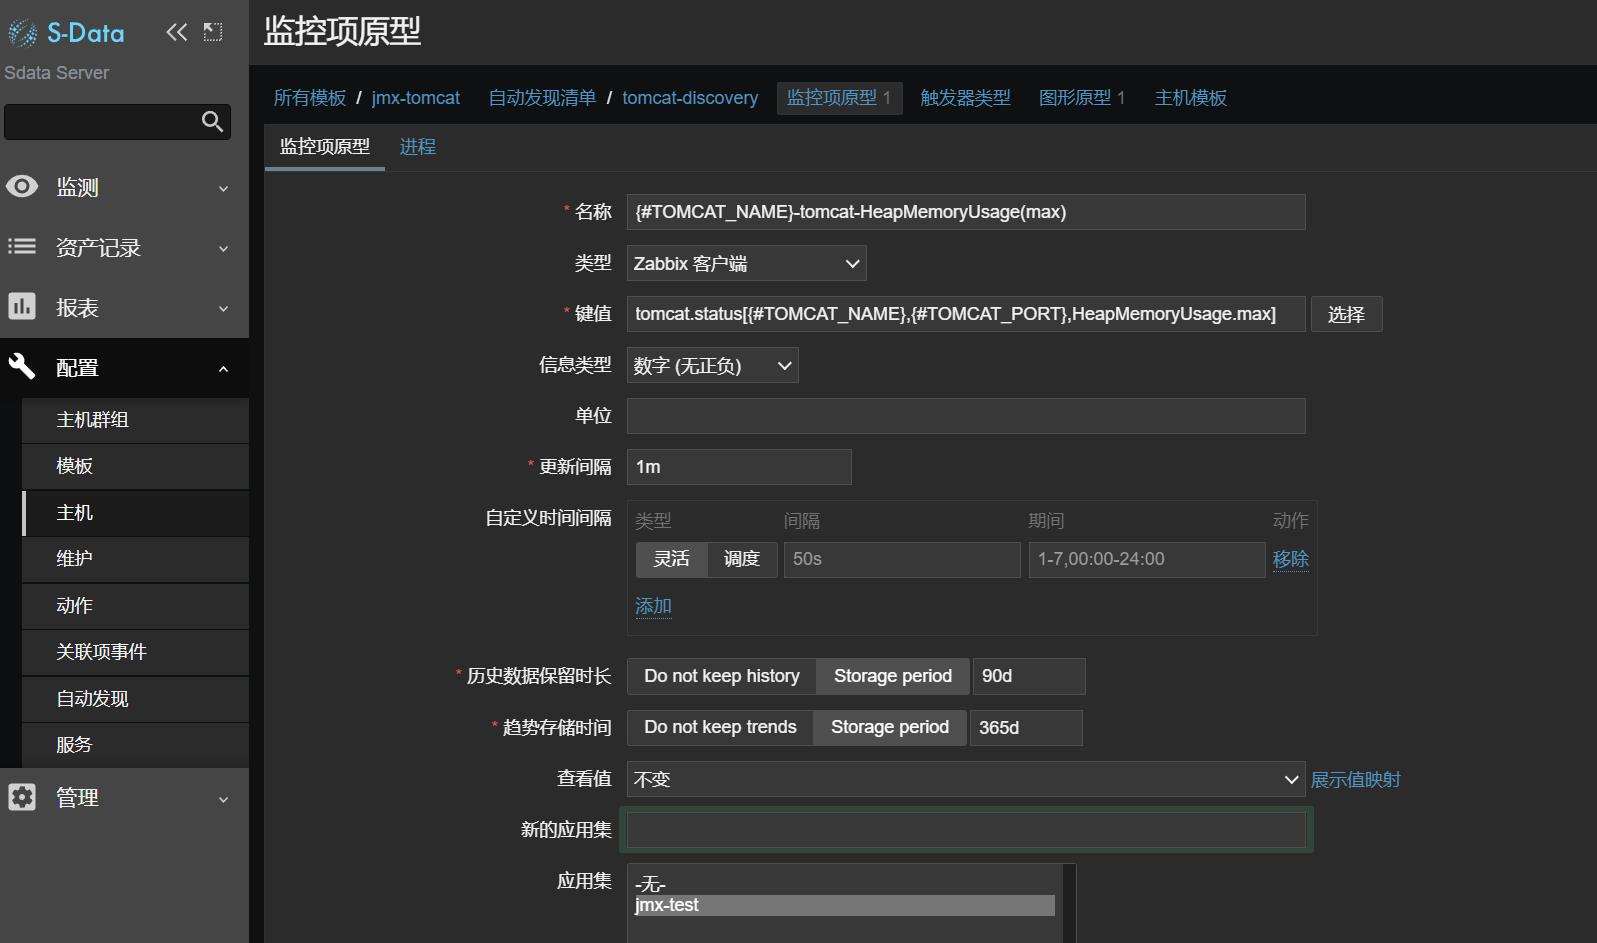 S-Data
Sdata Server
监测
资产记录
报表
配置
主机群组
模板
主机
维护
动作
关联项事件
自动发现
服务
管理
监控项原型
所有模板 / jmx-tomcat 自动发现清单 / tomcat-discovery 监控项原型 1 触发器类型 图形原型 1 主机模板
监控项原型 进程
* 名称 {#TOMCAT_NAME}-tomcat-HeapMemoryUsage(max)
类型 Zabbix 客户端
* 键值 tomcat.status[{#TOMCAT_NAME},{#TOMCAT_PORT},HeapMemoryUsage.max] 选择
信息类型 数字 (无正负)
单位
* 更新间隔 1m
自定义时间间隔 类型 间隔 期间 动作
灵活 调度 50s 1-7,00:00-24:00 移除
添加
* 历史数据保留时长 Do not keep history Storage period 90d
* 趋势存储时间 Do not keep trends Storage period 365d
查看值 不变 展示值映射
新的应用集
应用集 -无-
jmx-test